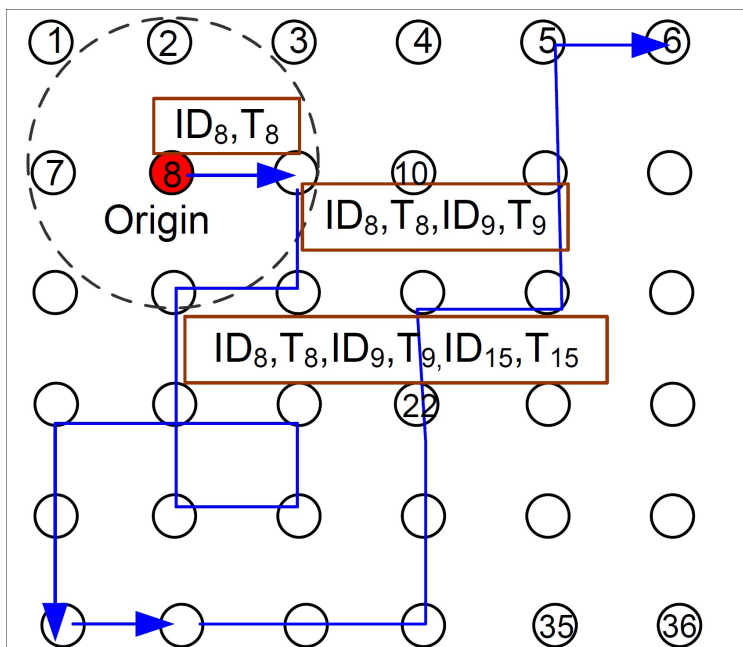 1 2 3 4 5 6
ID₈,T₈
7 8 10
Origin
ID₈,T₈,ID₉,T₉
ID₈,T₈,ID₉,T₉,ID₁₅,T₁₅
22
35 36